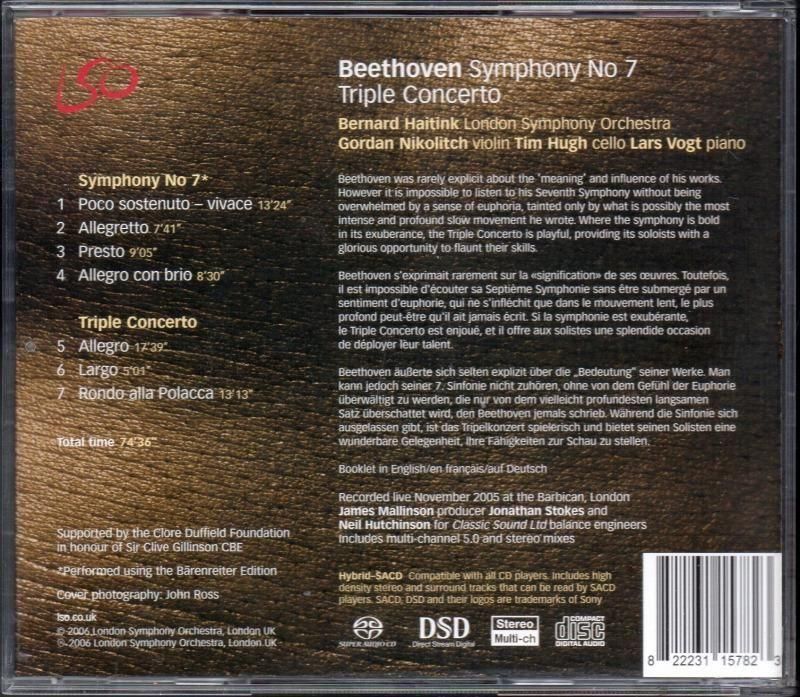 LSO
Beethoven Symphony No 7
Triple Concerto
Bernard Haitink London Symphony Orchestra
Gordan Nikolitch violin Tim Hugh cello Lars Vogt piano
Symphony No 7*
1 Poco sostenuto – vivace 13'24"
2 Allegretto 7'41"
3 Presto 9'05"
4 Allegro con brio 8'30"
Triple Concerto
5 Allegro 17'39"
6 Largo 5'01"
7 Rondo alla Polacca 13'13"
Total time 74'36"
Supported by the Clore Duffield Foundation
in honour of Sir Clive Gillinson CBE
*Performed using the Bärenreiter Edition
Cover photography: John Ross
lso.co.uk
© 2006 London Symphony Orchestra, London UK
℗ 2006 London Symphony Orchestra, London UK
Beethoven was rarely explicit about the 'meaning' and influence of his works.
However it is impossible to listen to his Seventh Symphony without being
overwhelmed by a sense of euphoria, tainted only by what is possibly the most
intense and profound slow movement he wrote. Where the symphony is bold
in its exuberance, the Triple Concerto is playful, providing its soloists with a
glorious opportunity to flaunt their skills.
Beethoven s'exprimait rarement sur la «signification» de ses œuvres. Toutefois,
il est impossible d'écouter sa Septième Symphonie sans être submergé par un
sentiment d'euphorie, qui ne s'infléchit que dans le mouvement lent, le plus
profond peut-être qu'il ait jamais écrit. Si la symphonie est exubérante,
le Triple Concerto est enjoué, et il offre aux solistes une splendide occasion
de déployer leur talent.
Beethoven äußerte sich selten explizit über die „Bedeutung" seiner Werke. Man
kann jedoch seiner 7. Sinfonie nicht zuhören, ohne von dem Gefühl der Euphorie
überwältigt zu werden, die nur von dem vielleicht profundesten langsamen
Satz überschattet wird, den Beethoven jemals schrieb. Während die Sinfonie sich
ausgelassen gibt, ist das Tripelkonzert spielerisch und bietet seinen Solisten eine
wunderbare Gelegenheit, ihre Fähigkeiten zur Schau zu stellen.
Booklet in English/en français/auf Deutsch
Recorded live November 2005 at the Barbican, London
James Mallinson producer Jonathan Stokes and
Neil Hutchinson for Classic Sound Ltd balance engineers
Includes multi-channel 5.0 and stereo mixes
Hybrid-SACD Compatible with all CD players. Includes high
density stereo and surround tracks that can be read by SACD
players. SACD, DSD and their logos are trademarks of Sony
SUPER AUDIO CD
DSD
Direct Stream Digital
Stereo
Multi-ch
COMPACT
disc
DIGITAL AUDIO
8 22231 15782 3